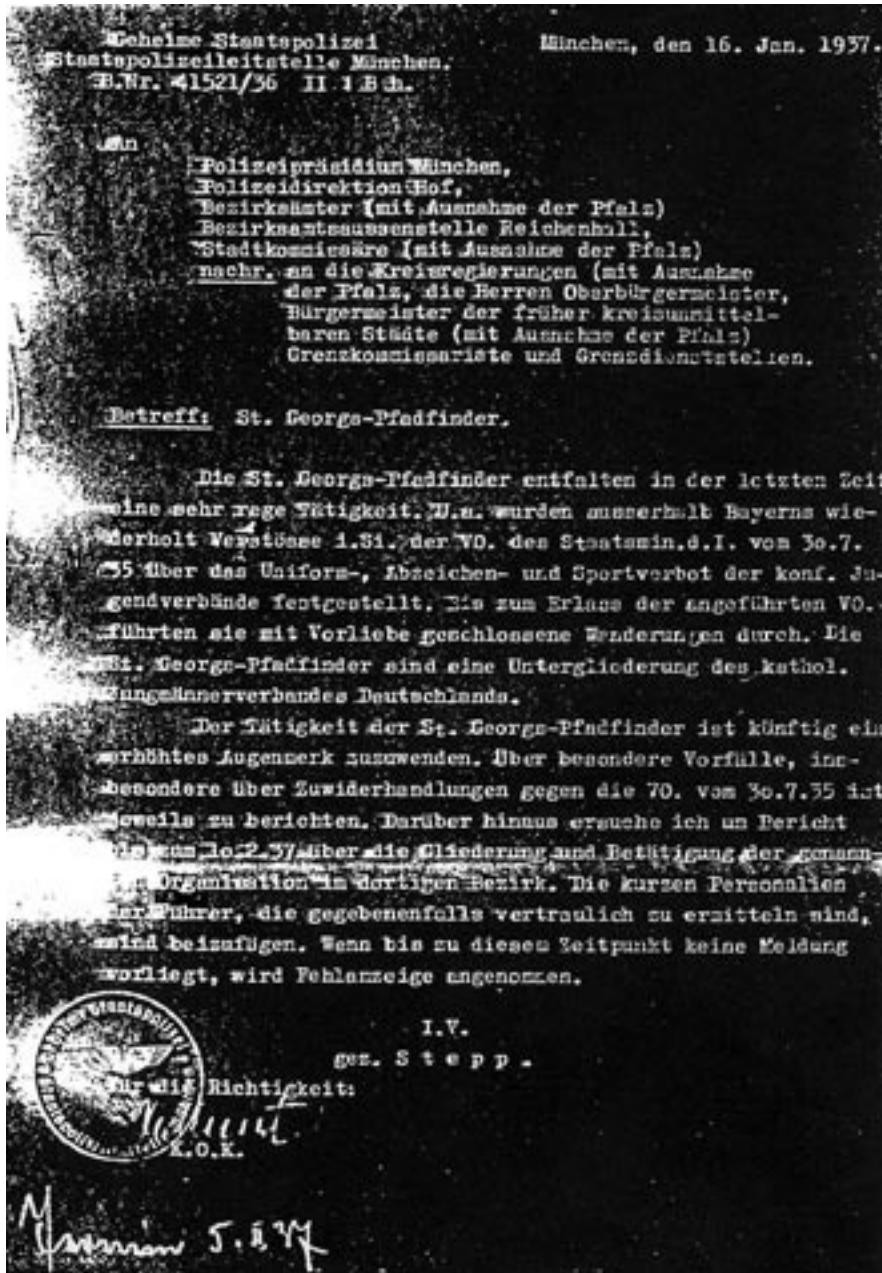 Geheime Staatspolizei
Staatspolizeileitstelle München.
B.Nr. 41521/36 II 1 B h.
München, den 16. Jan. 1937.
An
Polizeipräsidium München,
Polizeidirektion Hof,
Bezirksämter (mit Ausnahme der Pfalz)
Bezirksamtsaussenstelle Reichenhall,
Stadtkommissäre (mit Ausnahme der Pfalz)
nachr. an die Kreisregierungen (mit Ausnahme
der Pfalz, die Herren Oberbürgermeister,
Bürgermeister der früher kreisunmittel-
baren Städte (mit Ausnahme der Pfalz)
Grenzkommissariate und Grenzdienststellen.
Betreff: St. Georgs-Pfadfinder.
Die St. Georgs-Pfadfinder entfalten in der letzten Zeit
eine sehr rege Tätigkeit. U.a. wurden ausserhalb Bayerns wie-
derholt Verstösse i.Si. der VO. des Staatsmin.d.I. vom 3o.7.
35 über das Uniform-, Abzeichen- und Sportverbot der konf. Ju-
gendverbände festgestellt. Bis zum Erlass der angeführten VO.
führten sie mit Vorliebe geschlossene Wanderungen durch. Die
St. Georgs-Pfadfinder sind eine Untergliederung des kathol.
Jungmännerverbandes Deutschlands.
Der Tätigkeit der St. Georgs-Pfadfinder ist künftig ein
erhöhtes Augenmerk zuzuwenden. Über besondere Vorfälle, ins-
besondere über Zuwiderhandlungen gegen die VO. vom 3o.7.35 ist
jeweils zu berichten. Darüber hinaus ersuche ich um Bericht
bis zum 1o.2.37 über die Gliederung und Betätigung der genann-
ten Organisation im dortigen Bezirk. Die kurzen Personalien
der Führer, die gegebenenfalls vertraulich zu ermitteln sind,
sind beizufügen. Wenn bis zu diesem Zeitpunkt keine Meldung
vorliegt, wird Fehlanzeige angenommen.
I.V.
gez. S t e p p .
Für die Richtigkeit:
K.O.K.
5.II 37